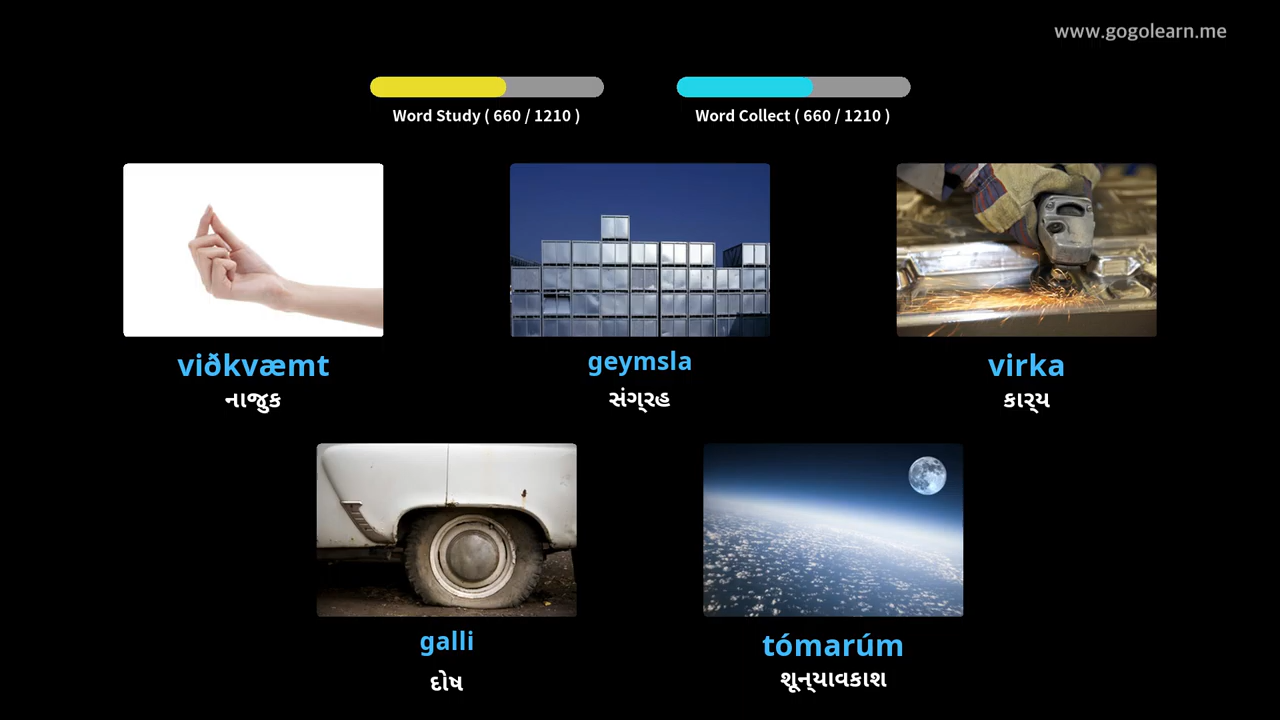 www.gogolearn.me
Word Study ( 660 / 1210 )
Word Collect ( 660 / 1210 )
viðkvæmt
નાજુક
geymsla
સંગ્રહ
virka
કાર્ય
galli
દોષ
tómarúm
શૂન્યાવકાશ